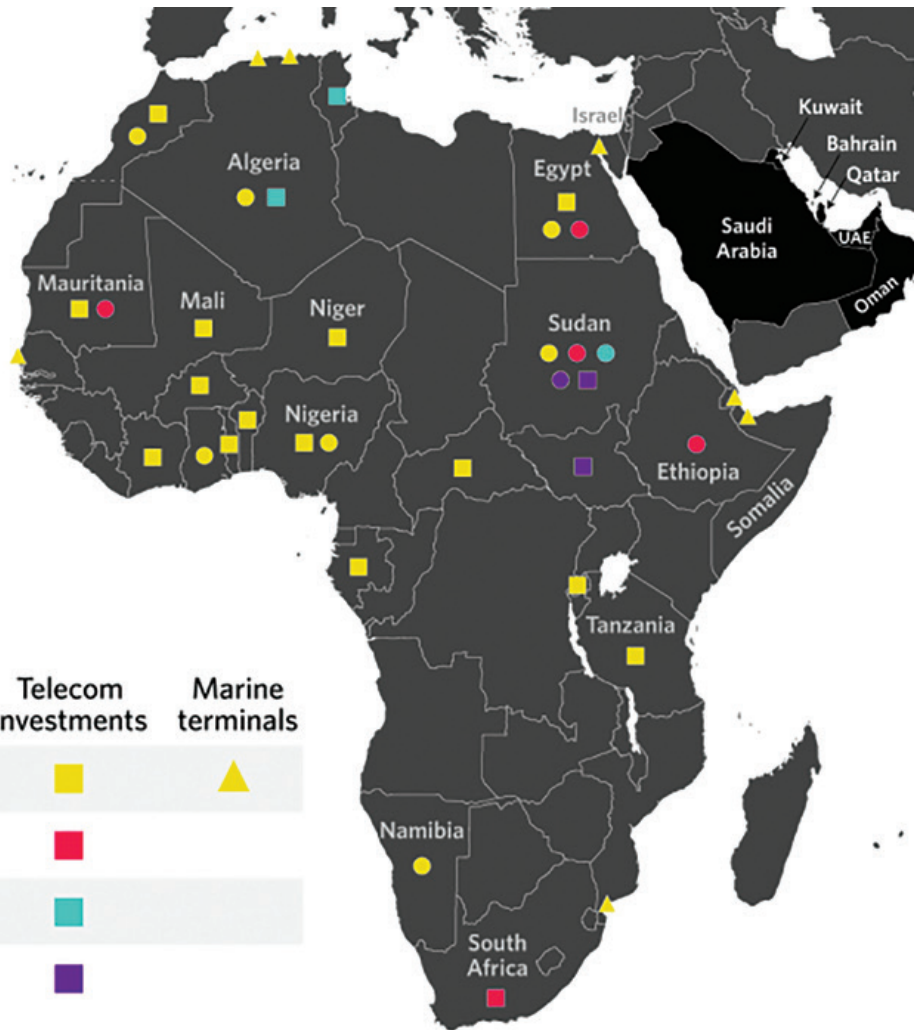 Israel
Kuwait
Bahrain
Qatar
Algeria
Egypt
Saudi
Arabia
UAE
Oman
Mauritania
Mali
Niger
Sudan
Nigeria
Ethiopia
Somalia
Tanzania
Telecom
nvestments
Marine
terminals
Namibia
South
Africa